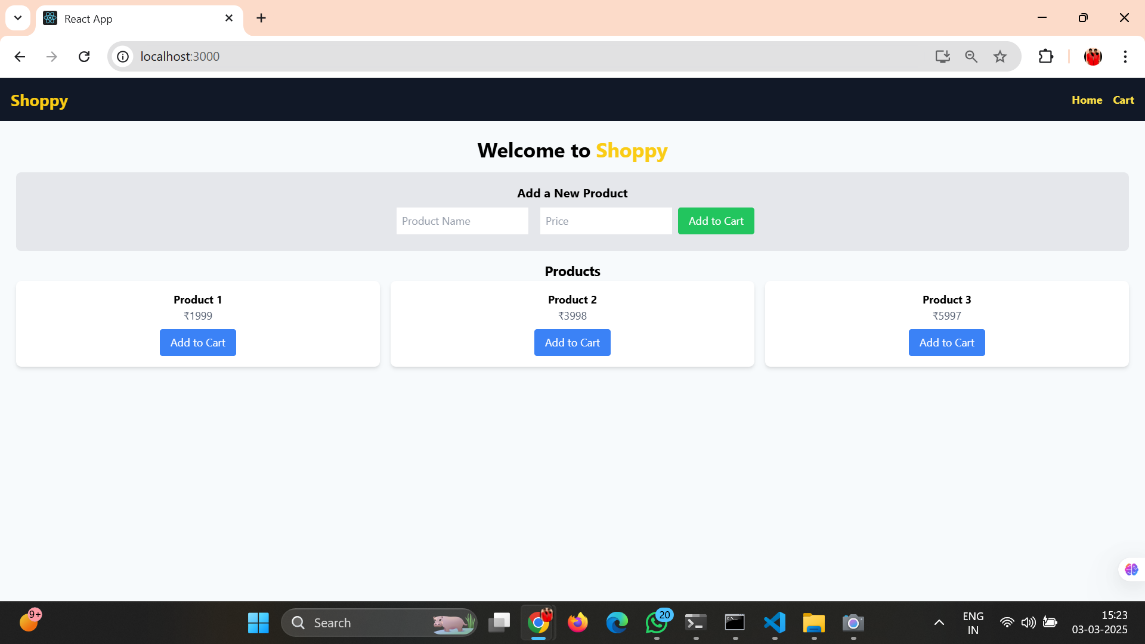 React App
localhost:3000
Shoppy
Home Cart
Welcome to Shoppy
Add a New Product
Product Name Price Add to Cart
Products
Product 1 Product 2 Product 3
₹1999 ₹3998 ₹5997
Add to Cart Add to Cart Add to Cart
9+
Search
20
ENG
IN
15:23
03-03-2025